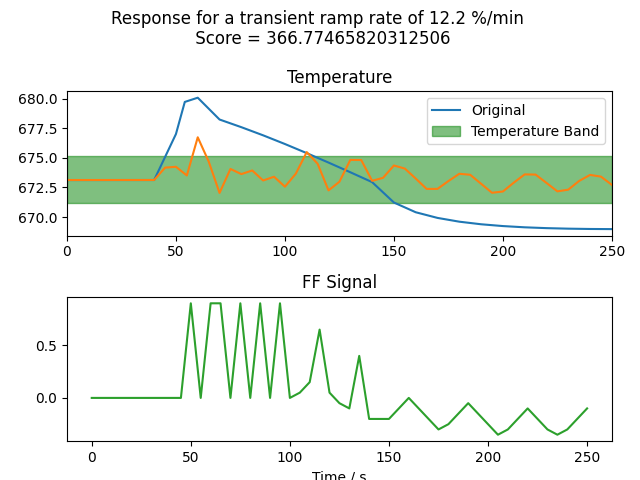 Response for a transient ramp rate of 12.2 %/min
Score = 366.77465820312506
Temperature
680.0
677.5
675.0
672.5
670.0
Original
Temperature Band
0 50 100 150 200 250
FF Signal
0.5
0.0
0 50 100 150 200 250
Time / s